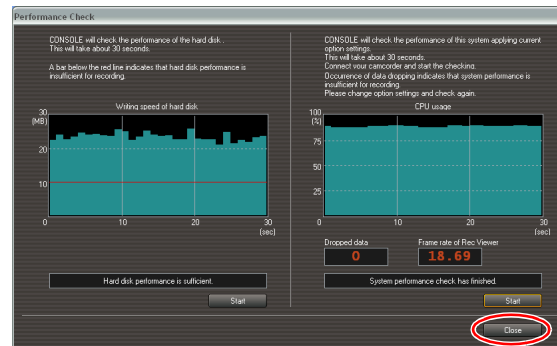 Performance Check
CONSOLE will check the performance of the hard disk.
This will take about 30 seconds.
A bar below the red line indicates that hard disk performance is
insufficient for recording.
Writing speed of hard disk
30
(MB)
20
10
0 10 20 30
(sec)
Hard disk performance is sufficient.
Start
CONSOLE will check the performance of this system applying current
option settings.
This will take about 30 seconds.
Connect your camcorder and start the checking.
Occurrence of data dropping indicates that system performance is
insufficient for recording.
Please change option settings and check again.
CPU usage
100
(%)
75
50
25
0 10 20 30
(sec)
Dropped data Frame rate of Rec Viewer
0 18.69
System performance check has finished.
Start
Close